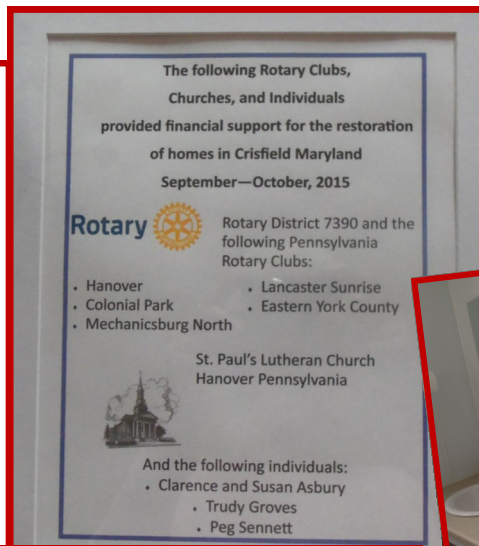 The following Rotary Clubs,
Churches, and Individuals
provided financial support for the restoration
of homes in Crisfield Maryland
September—October, 2015
Rotary
Rotary District 7390 and the
following Pennsylvania
Rotary Clubs:
• Hanover
• Colonial Park
• Mechanicsburg North
• Lancaster Sunrise
• Eastern York County
St. Paul's Lutheran Church
Hanover Pennsylvania
And the following individuals:
• Clarence and Susan Asbury
• Trudy Groves
• Peg Sennett